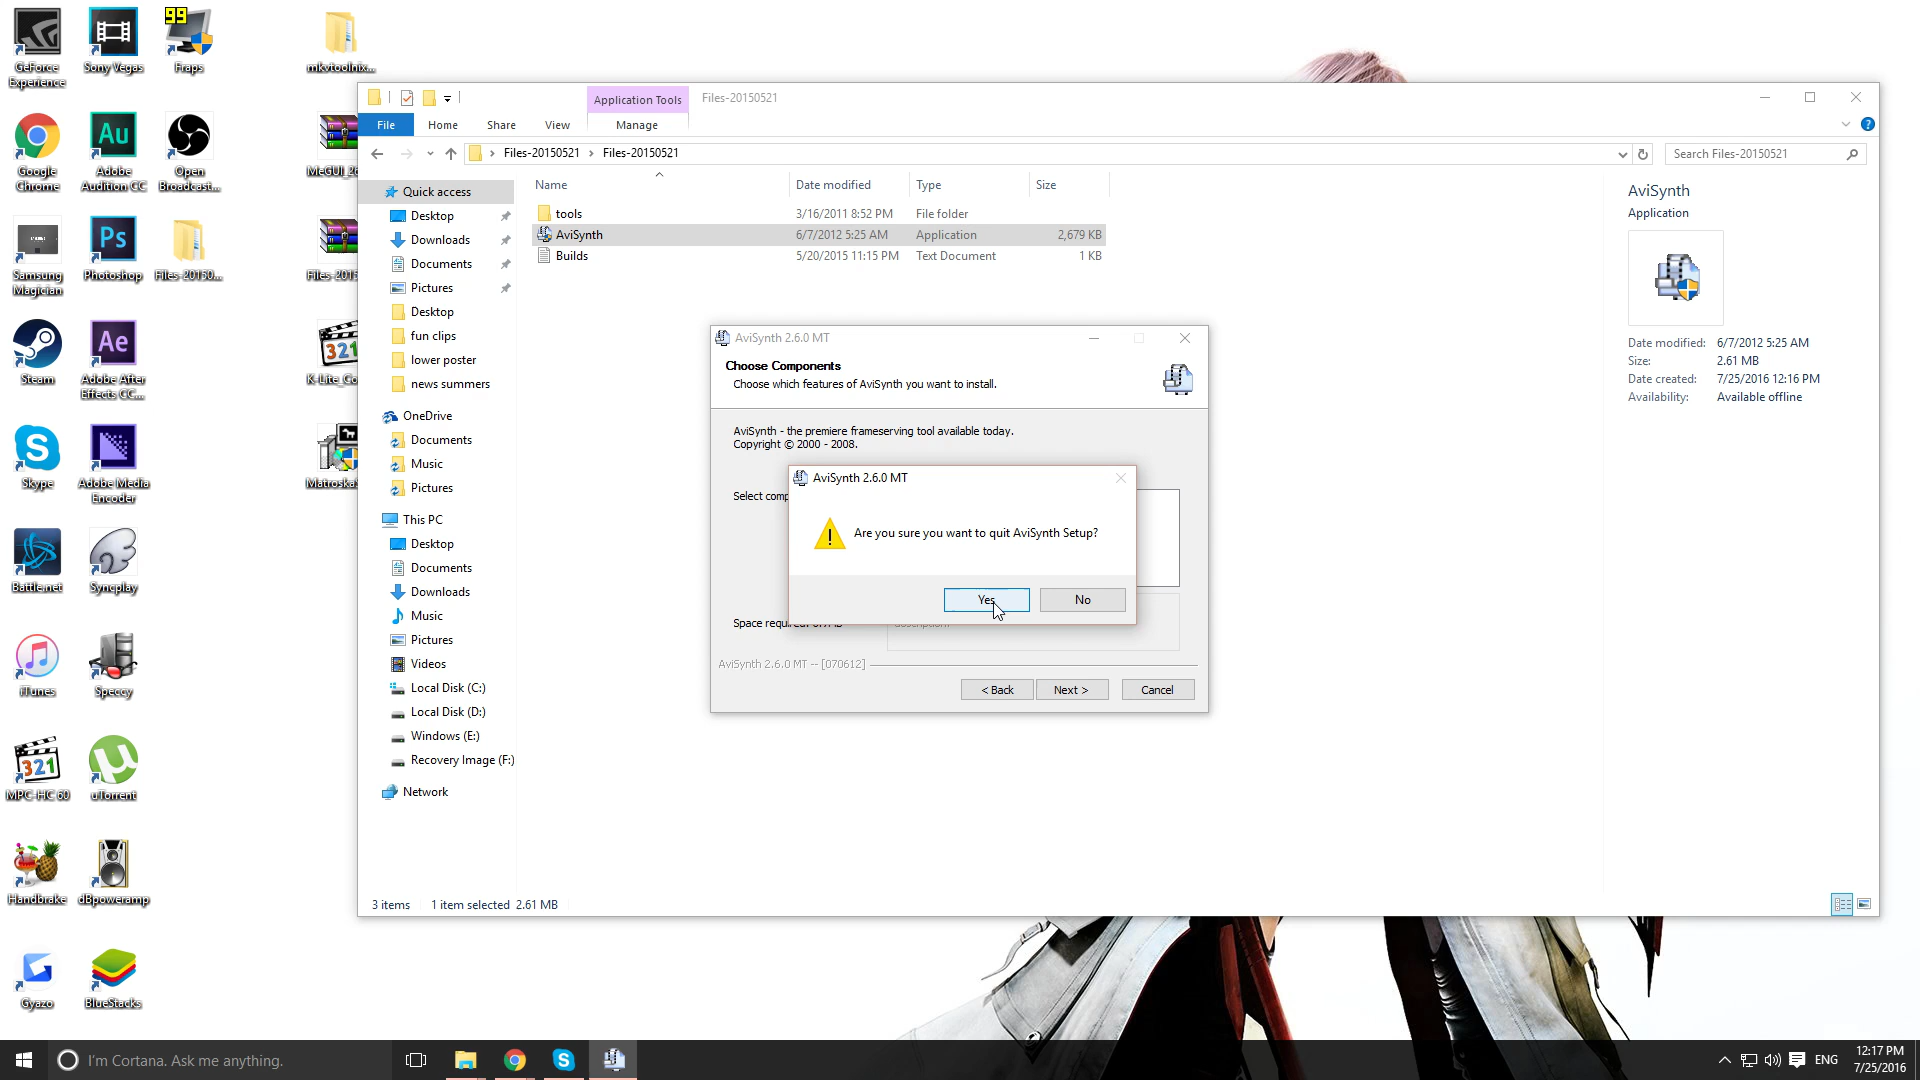 GeForce Experience
Sony Vegas
99
Fraps
mkvtoolnix...
Google Chrome
Au
Adobe Audition CC
Open Broadcast...
MeGUI_2
Samsung Magician
Ps
Photoshop
Files-20150...
Files-2015
Steam
Ae
Adobe After Effects CC...
321
K-Lite_Co
Skype
Adobe Media Encoder
Matroska
Battle.net
Syncplay
iTunes
Speccy
321
MPC-HC 60
uTorrent
Handbrake
dBpoweramp
Gyazo
BlueStacks
Application Tools
Files-20150521
File
Home
Share
View
Manage
Files-20150521 › Files-20150521
Search Files-20150521
Quick access
Desktop
Downloads
Documents
Pictures
Desktop
fun clips
lower poster
news summers
OneDrive
Documents
Music
Pictures
This PC
Desktop
Documents
Downloads
Music
Pictures
Videos
Local Disk (C:)
Local Disk (D:)
Windows (E:)
Recovery Image (F:)
Network
Name Date modified Type Size
tools 3/16/2011 8:52 PM File folder
AviSynth 6/7/2012 5:25 AM Application 2,679 KB
Builds 5/20/2015 11:15 PM Text Document 1 KB
AviSynth
Application
Date modified: 6/7/2012 5:25 AM
Size: 2.61 MB
Date created: 7/25/2016 12:16 PM
Availability: Available offline
AviSynth 2.6.0 MT
Choose Components
Choose which features of AviSynth you want to install.
AviSynth - the premiere frameserving tool available today.
Copyright © 2000 - 2008.
Select comp
AviSynth 2.6.0 MT
Are you sure you want to quit AviSynth Setup?
Yes
No
Space requ
AviSynth 2.6.0 MT -- [070612]
< Back
Next >
Cancel
3 items 1 item selected 2.61 MB
I'm Cortana. Ask me anything.
ENG
12:17 PM
7/25/2016